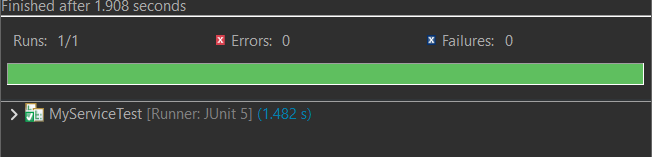 Finished after 1.908 seconds
Runs: 1/1 Errors: 0 Failures: 0
MyServiceTest [Runner: JUnit 5] (1.482 s)